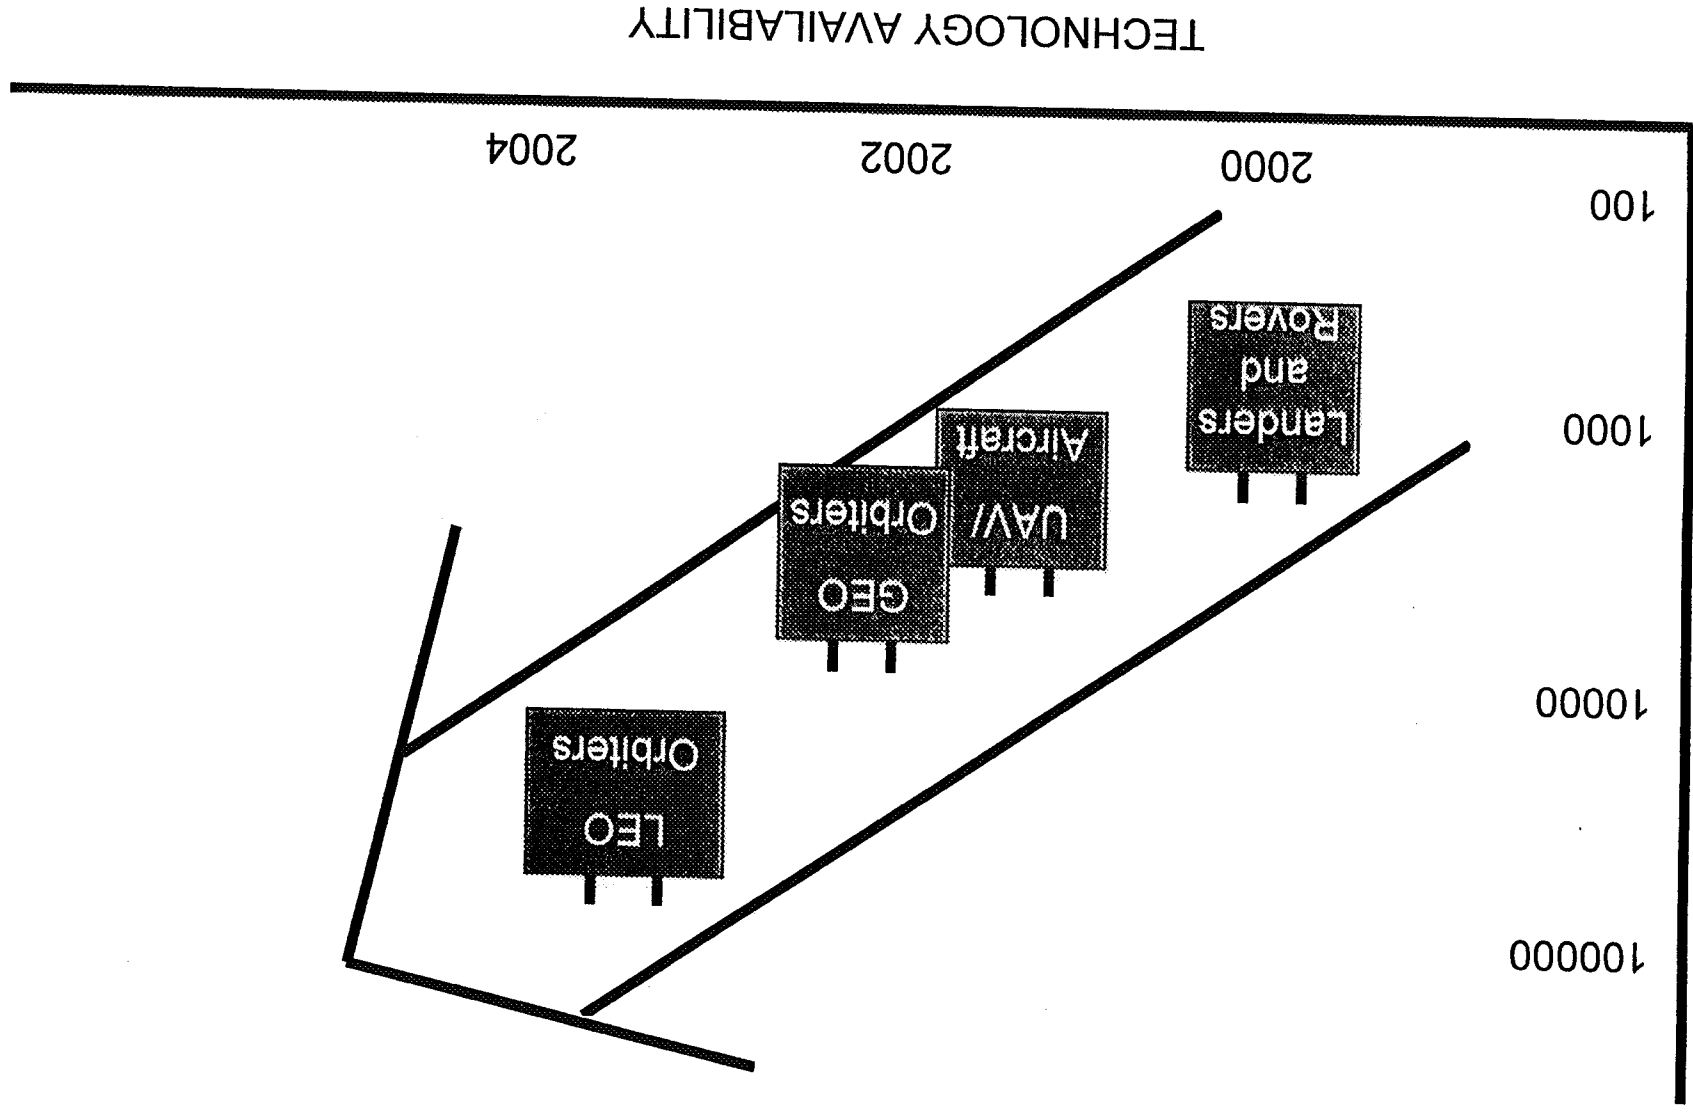 100000
10000
1000
100
LEO
Orbiters
GEO
Orbiters
UAV/
Aircraft
Landers
and
Rovers
2000
2002
2004
TECHNOLOGY AVAILABILITY